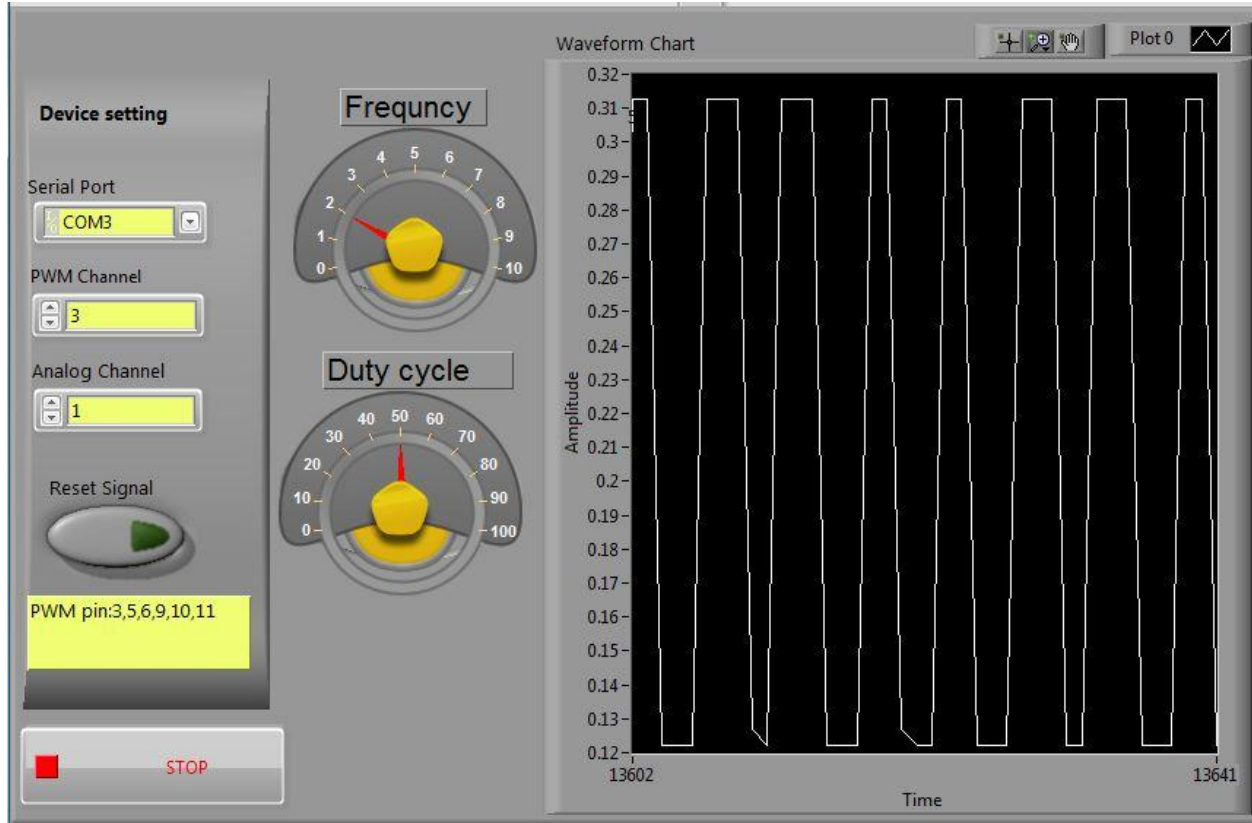 Waveform Chart
Plot 0
Device setting
Serial Port
COM3
PWM Channel
3
Analog Channel
1
Reset Signal
PWM pin:3,5,6,9,10,11
STOP
Frequncy
0 1 2 3 4 5 6 7 8 9 10
Duty cycle
0 10 20 30 40 50 60 70 80 90 100
Amplitude
0.32
0.31
0.3
0.29
0.28
0.27
0.26
0.25
0.24
0.23
0.22
0.21
0.2
0.19
0.18
0.17
0.16
0.15
0.14
0.13
0.12
13602
13641
Time